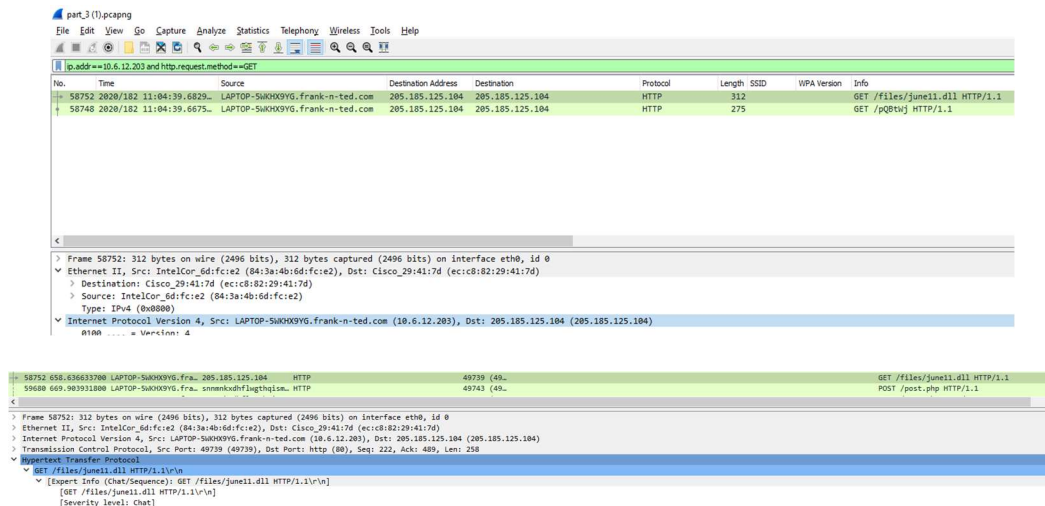 part_3 (1).pcapng
File Edit View Go Capture Analyze Statistics Telephony Wireless Tools Help
ip.addr==10.6.12.203 and http.request.method==GET
No. Time Source Destination Address Destination Protocol Length SSID WPA Version Info
58752 2020/182 11:04:39.6829… LAPTOP-5WKHX9YG.frank-n-ted.com 205.185.125.104 205.185.125.104 HTTP 312 GET /files/june11.dll HTTP/1.1
58748 2020/182 11:04:39.6675… LAPTOP-5WKHX9YG.frank-n-ted.com 205.185.125.104 205.185.125.104 HTTP 275 GET /pQBtWj HTTP/1.1
> Frame 58752: 312 bytes on wire (2496 bits), 312 bytes captured (2496 bits) on interface eth0, id 0
Ethernet II, Src: IntelCor_6d:fc:e2 (84:3a:4b:6d:fc:e2), Dst: Cisco_29:41:7d (ec:c8:82:29:41:7d)
> Destination: Cisco_29:41:7d (ec:c8:82:29:41:7d)
> Source: IntelCor_6d:fc:e2 (84:3a:4b:6d:fc:e2)
Type: IPv4 (0x0800)
Internet Protocol Version 4, Src: LAPTOP-5WKHX9YG.frank-n-ted.com (10.6.12.203), Dst: 205.185.125.104 (205.185.125.104)
0100 .... = Version: 4
58752 658.636633700 LAPTOP-5WKHX9YG.fra… 205.185.125.104 HTTP 49739 (49… GET /files/june11.dll HTTP/1.1
59680 669.903931800 LAPTOP-5WKHX9YG.fra… snnmnkxdhflwgthqism… HTTP 49743 (49… POST /post.php HTTP/1.1
> Frame 58752: 312 bytes on wire (2496 bits), 312 bytes captured (2496 bits) on interface eth0, id 0
> Ethernet II, Src: IntelCor_6d:fc:e2 (84:3a:4b:6d:fc:e2), Dst: Cisco_29:41:7d (ec:c8:82:29:41:7d)
> Internet Protocol Version 4, Src: LAPTOP-5WKHX9YG.frank-n-ted.com (10.6.12.203), Dst: 205.185.125.104 (205.185.125.104)
> Transmission Control Protocol, Src Port: 49739 (49739), Dst Port: http (80), Seq: 222, Ack: 489, Len: 258
Hypertext Transfer Protocol
GET /files/june11.dll HTTP/1.1\r\n
[Expert Info (Chat/Sequence): GET /files/june11.dll HTTP/1.1\r\n]
[GET /files/june11.dll HTTP/1.1\r\n]
[Severity level: Chat]